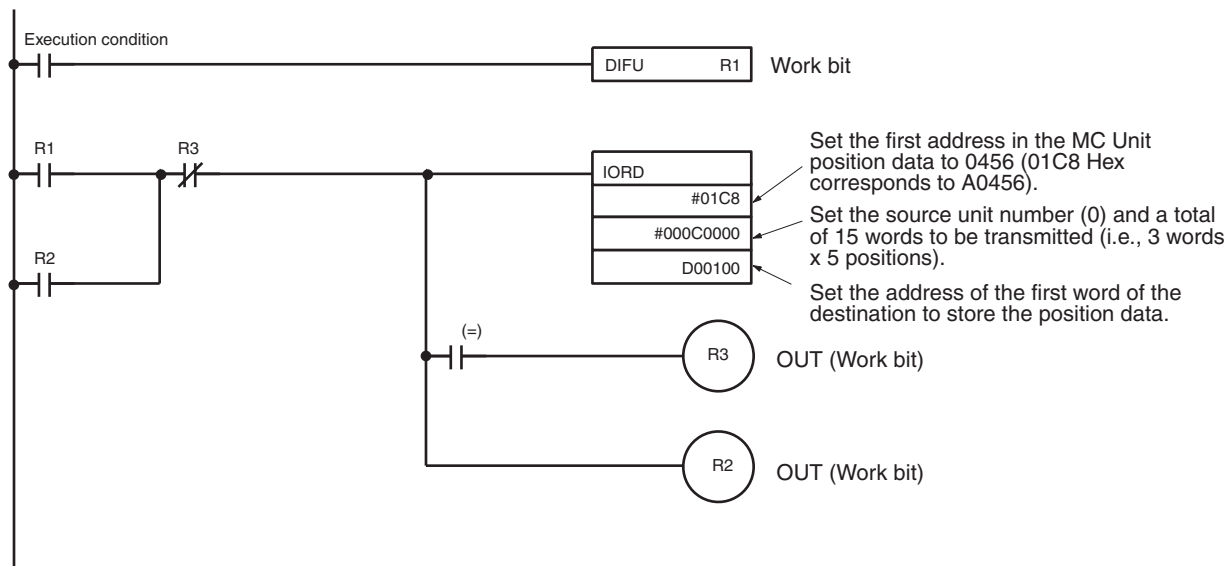 Execution condition
DIFU R1 Work bit
R1
R3
R2
IORD
#01C8
#000C0000
D00100
Set the first address in the MC Unit
position data to 0456 (01C8 Hex
corresponds to A0456).
Set the source unit number (0) and a total
of 15 words to be transmitted (i.e., 3 words
x 5 positions).
Set the address of the first word of the
destination to store the position data.
(=)
R3 OUT (Work bit)
R2 OUT (Work bit)